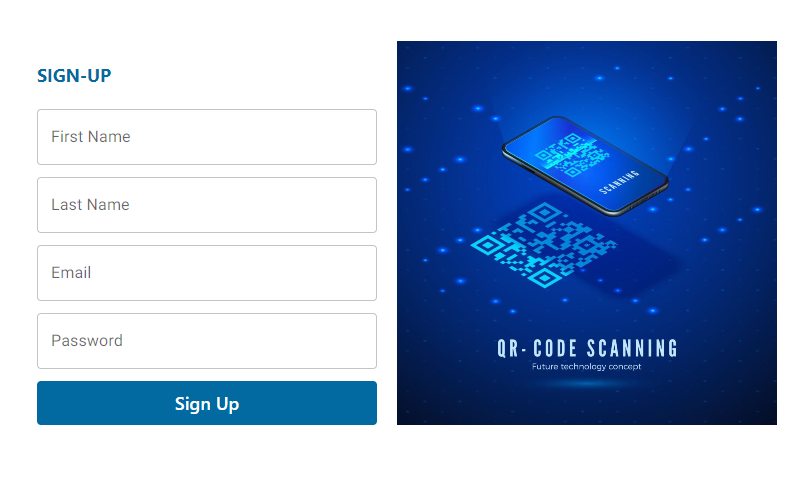 SIGN-UP
First Name
Last Name
Email
Password
Sign Up
SCANNING
QR- CODE SCANNING
Future technology concept